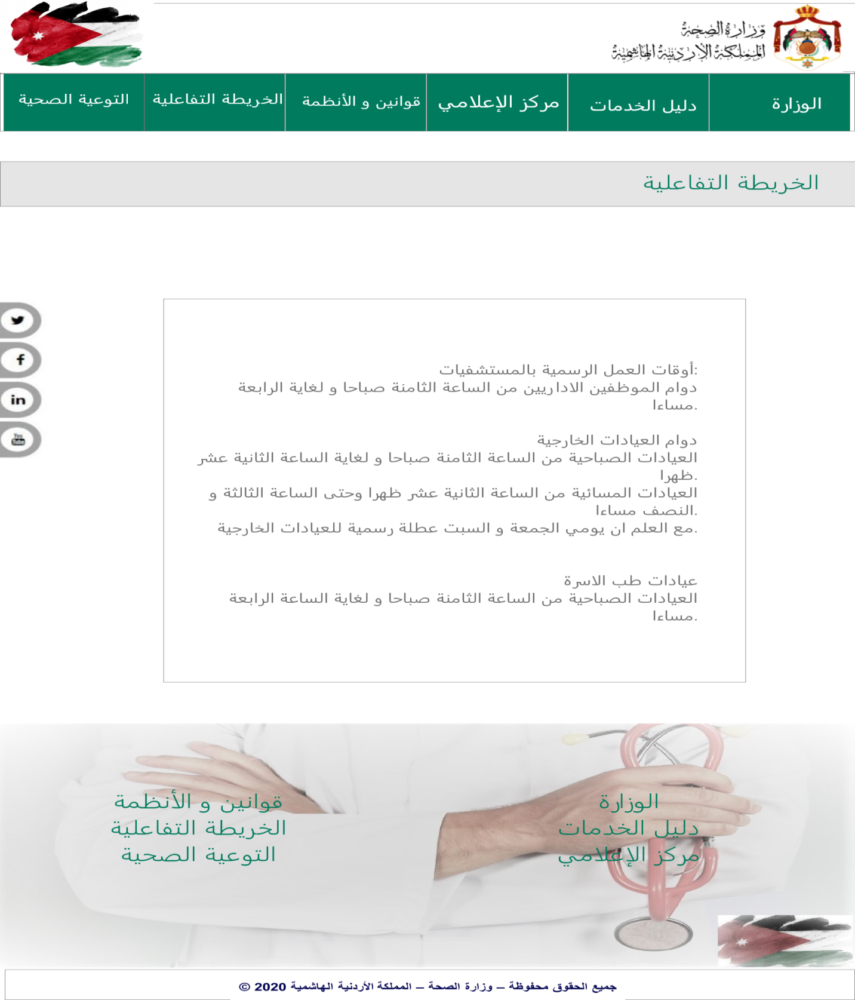 وزارة الصحة
المملكة الأردنية الهاشمية
الوزارة
دليل الخدمات
مركز الإعلامي
قوانين و الأنظمة
الخريطة التفاعلية
التوعية الصحية
الخريطة التفاعلية
f
in
You
Tube
أوقات العمل الرسمية بالمستشفيات:
دوام الموظفين الاداريين من الساعة الثامنة صباحا و لغاية الرابعة
مساءا.
دوام العيادات الخارجية
العيادات الصباحية من الساعة الثامنة صباحا و لغاية الساعة الثانية عشر
ظهرا.
العيادات المسائية من الساعة الثانية عشر ظهرا وحتى الساعة الثالثة و
النصف مساءا.
مع العلم ان يومي الجمعة و السبت عطلة رسمية للعيادات الخارجية.
عيادات طب الاسرة
العيادات الصباحية من الساعة الثامنة صباحا و لغاية الساعة الرابعة
مساءا.
الوزارة
دليل الخدمات
مركز الإعلامي
قوانين و الأنظمة
الخريطة التفاعلية
التوعية الصحية
جميع الحقوق محفوظة – وزارة الصحة – المملكة الأردنية الهاشمية 2020 ©